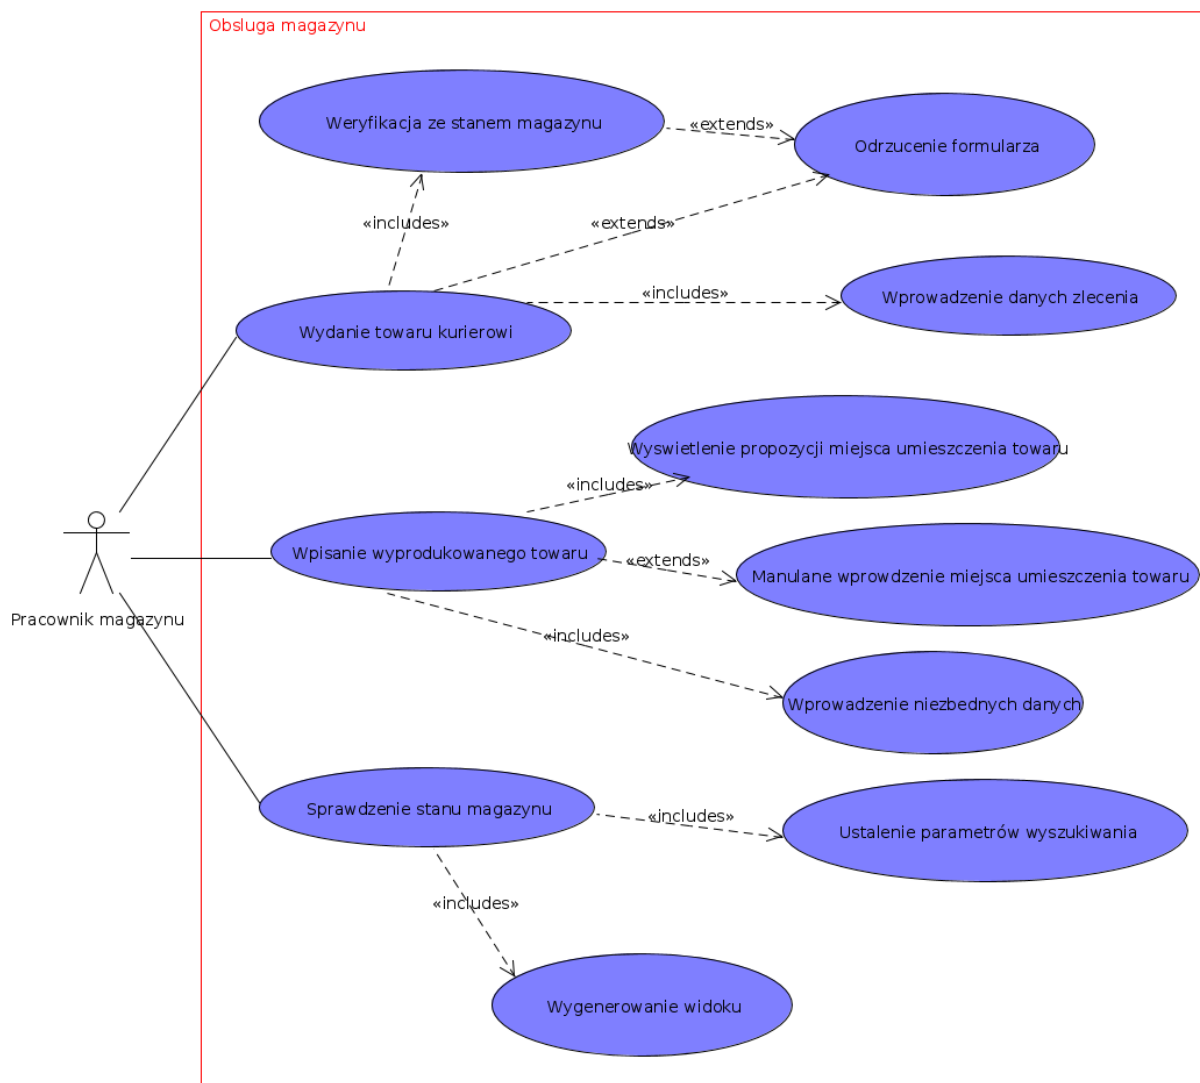 Obsluga magazynu
Weryfikacja ze stanem magazynu
«extends»
Odrzucenie formularza
«includes»
«extends»
«includes»
Wprowadzenie danych zlecenia
Wydanie towaru kurierowi
Wyswietlenie propozycji miejsca umieszczenia towaru
«includes»
Wpisanie wyprodukowanego towaru
«extends»
Manulane wprowdzenie miejsca umieszczenia towaru
Pracownik magazynu
«includes»
Wprowadzenie niezbednych danych
Sprawdzenie stanu magazynu
«includes»
Ustalenie parametrów wyszukiwania
«includes»
Wygenerowanie widoku